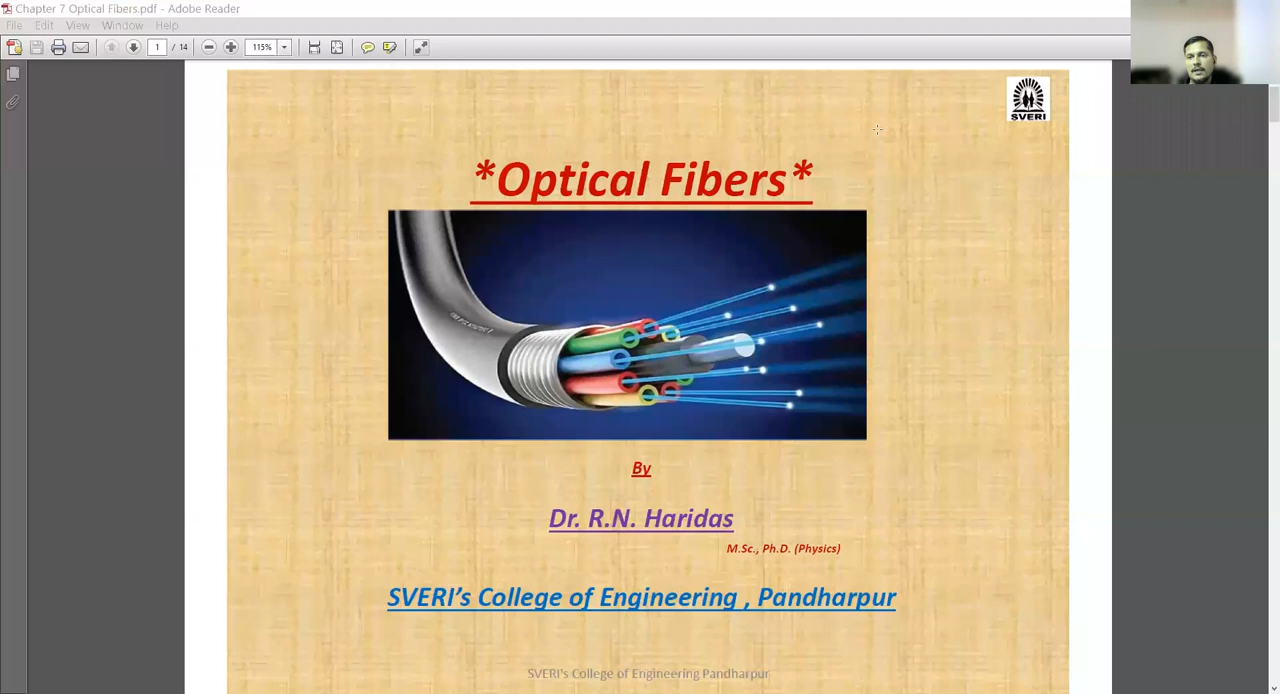 Chapter 7 Optical Fibers.pdf - Adobe Reader
File Edit View Window Help
1 / 14 115%
SVERI
*Optical Fibers*
By
Dr. R.N. Haridas
M.Sc., Ph.D. (Physics)
SVERI's College of Engineering , Pandharpur
SVERI's College of Engineering Pandharpur